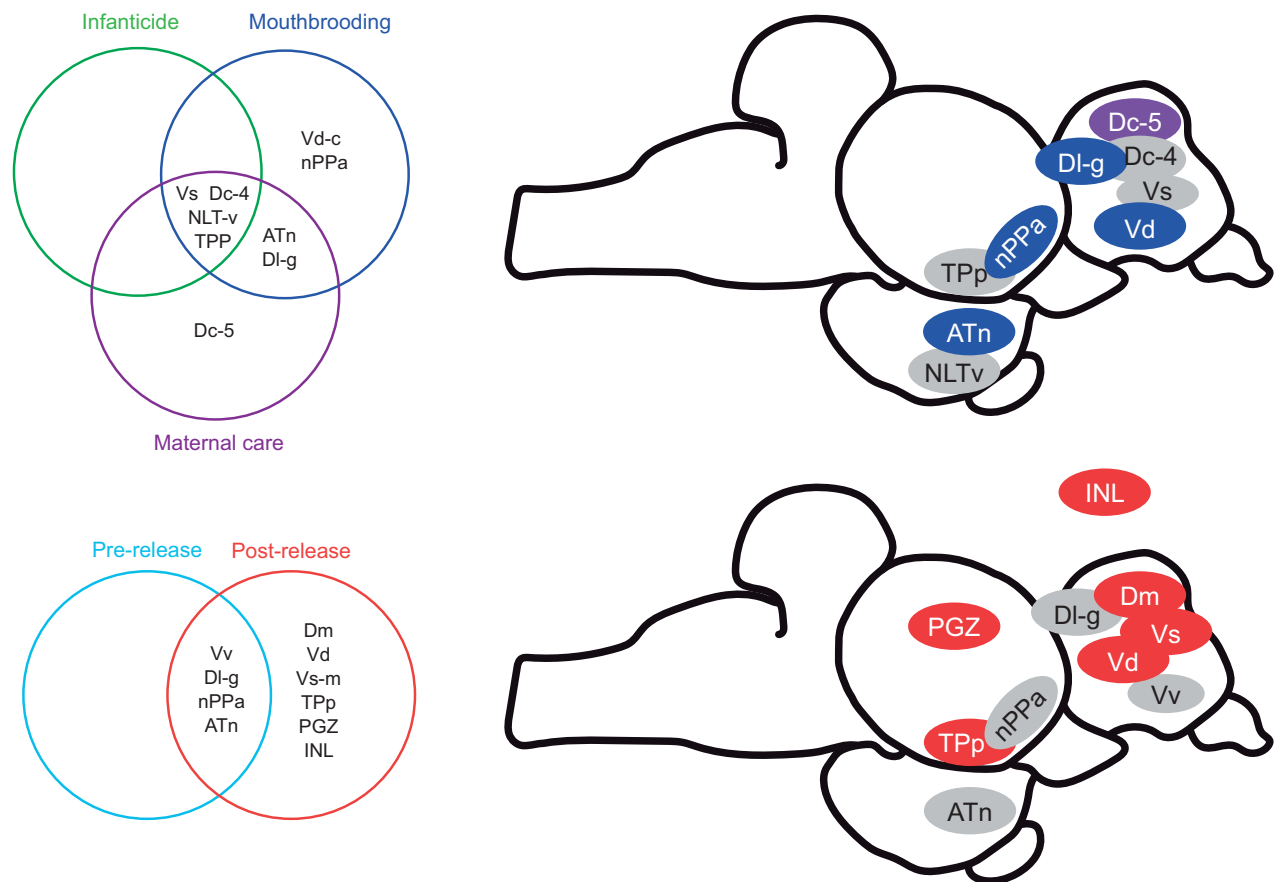 Infanticide
Mouthbrooding
Vd-c
nPPa
Vs Dc-4
NLT-v
TPP
ATn
Dl-g
Dc-5
Maternal care
Dc-5
Dl-g
Dc-4
Vs
Vd
nPPa
TPp
ATn
NLTv
Pre-release
Post-release
Vv
Dl-g
nPPa
ATn
Dm
Vd
Vs-m
TPp
PGZ
INL
INL
Dm
Dl-g
Vs
PGZ
Vd
Vv
nPPa
TPp
ATn